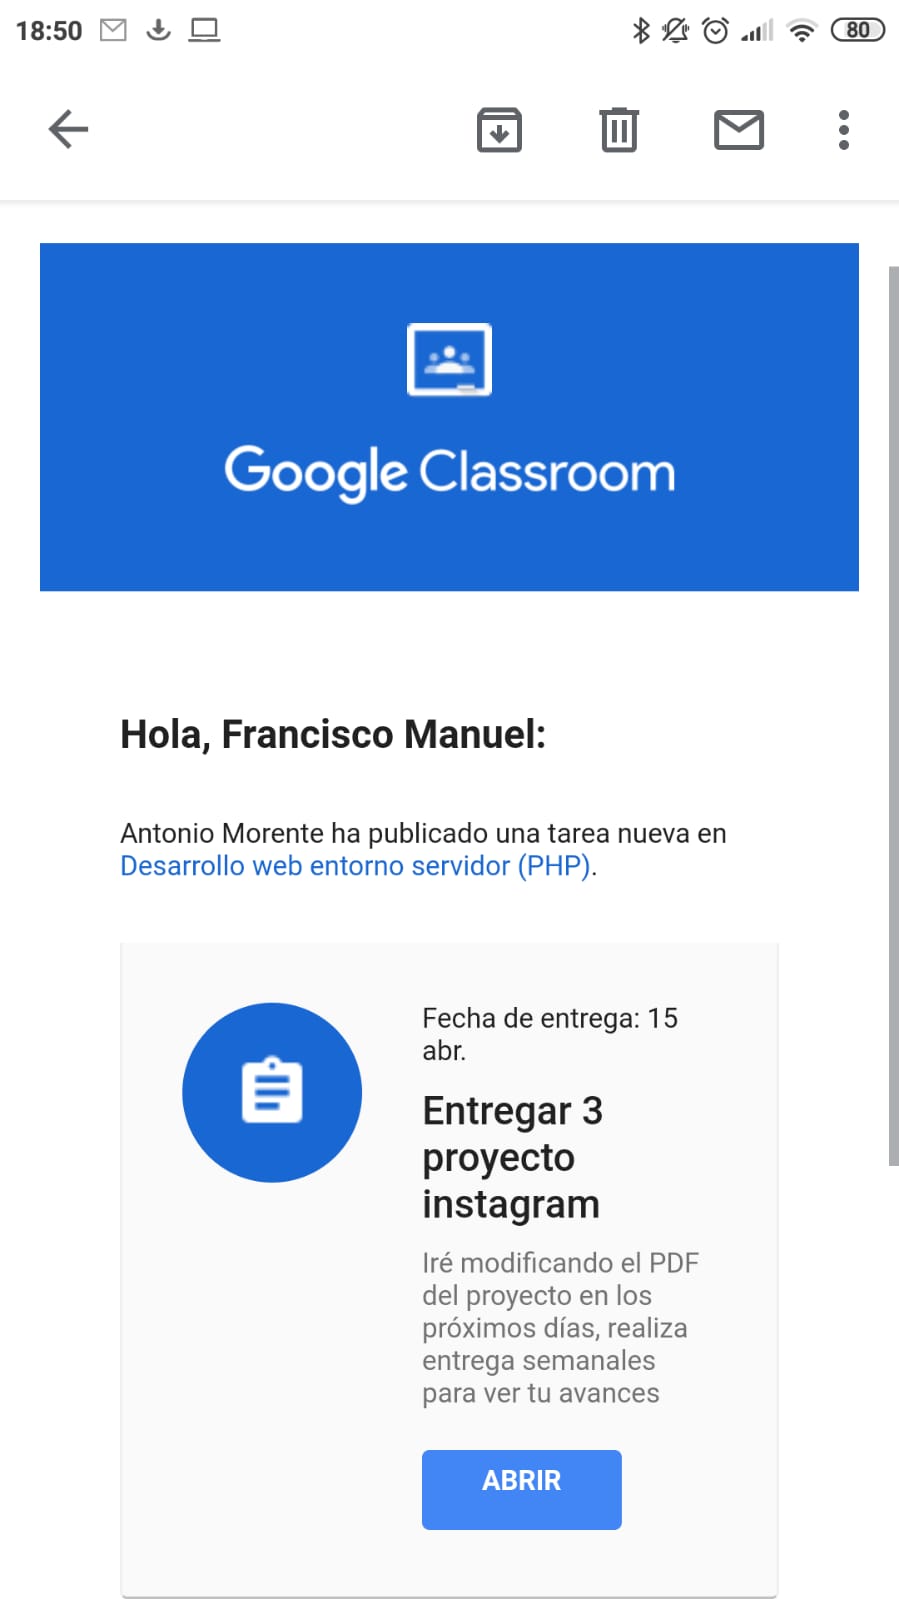 18:50
80
Google Classroom
Hola, Francisco Manuel:
Antonio Morente ha publicado una tarea nueva en
Desarrollo web entorno servidor (PHP).
Fecha de entrega: 15
abr.
Entregar 3
proyecto
instagram
Iré modificando el PDF
del proyecto en los
próximos días, realiza
entrega semanales
para ver tu avances
ABRIR